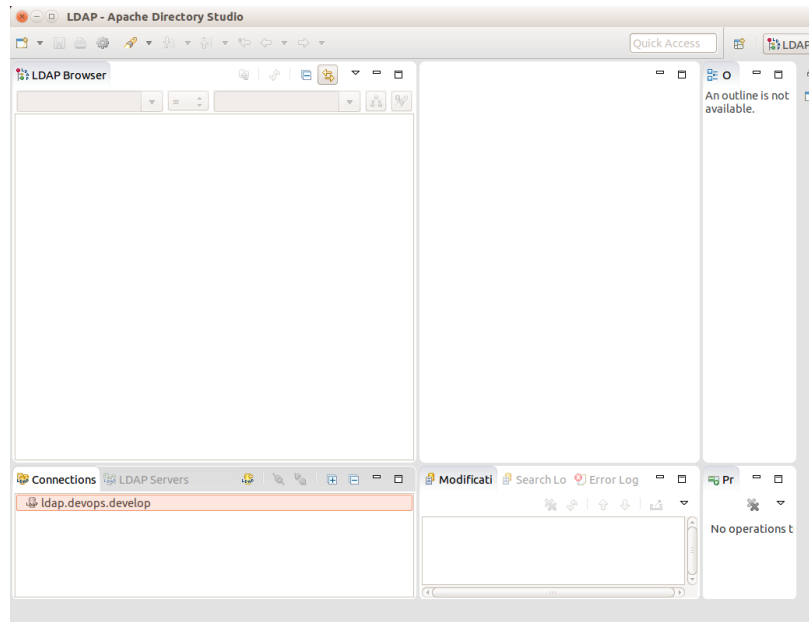 LDAP - Apache Directory Studio
Quick Access
LDAP
LDAP Browser
=
O
An outline is not
available.
Connections
LDAP Servers
ldap.devops.develop
Modificati
Search Lo
Error Log
Pr
No operations t